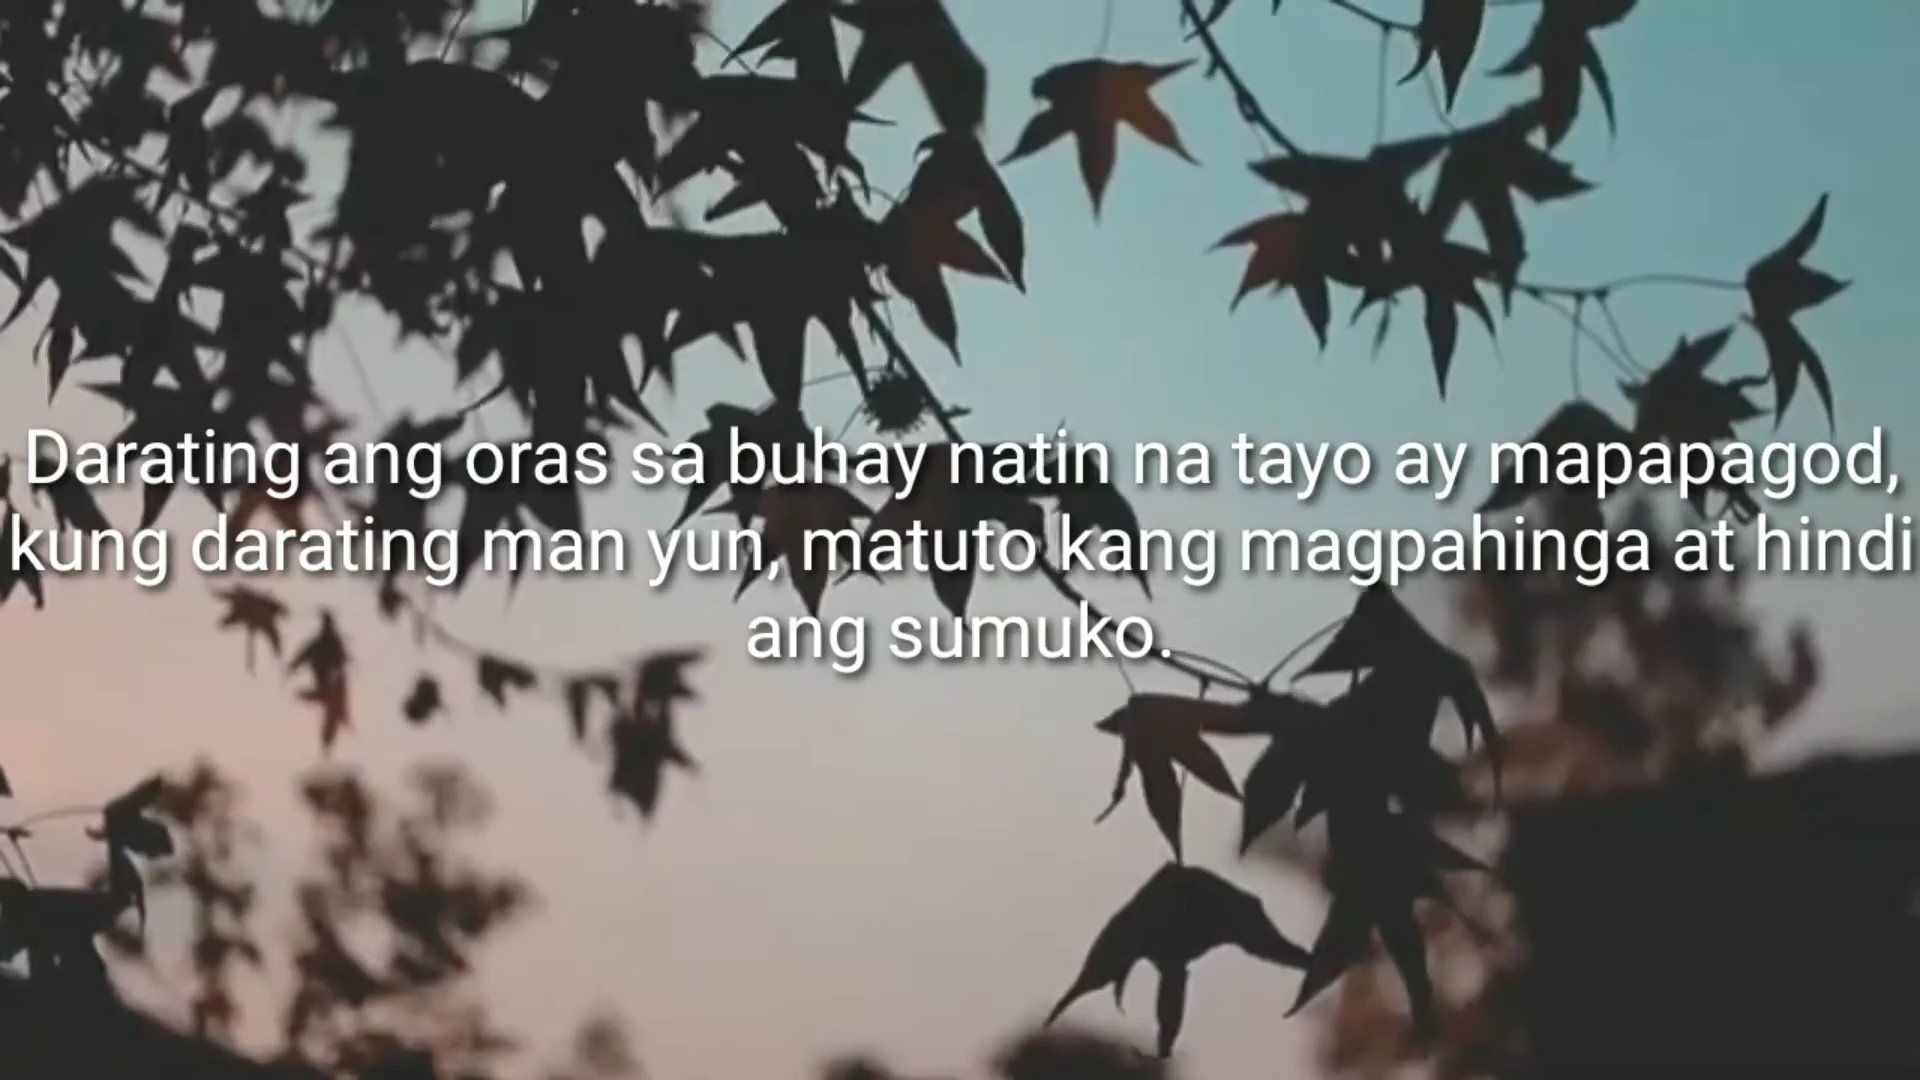 Darating ang oras sa buhay natin na tayo ay mapapagod,
kung darating man yun, matuto kang magpahinga at hindi
ang sumuko.